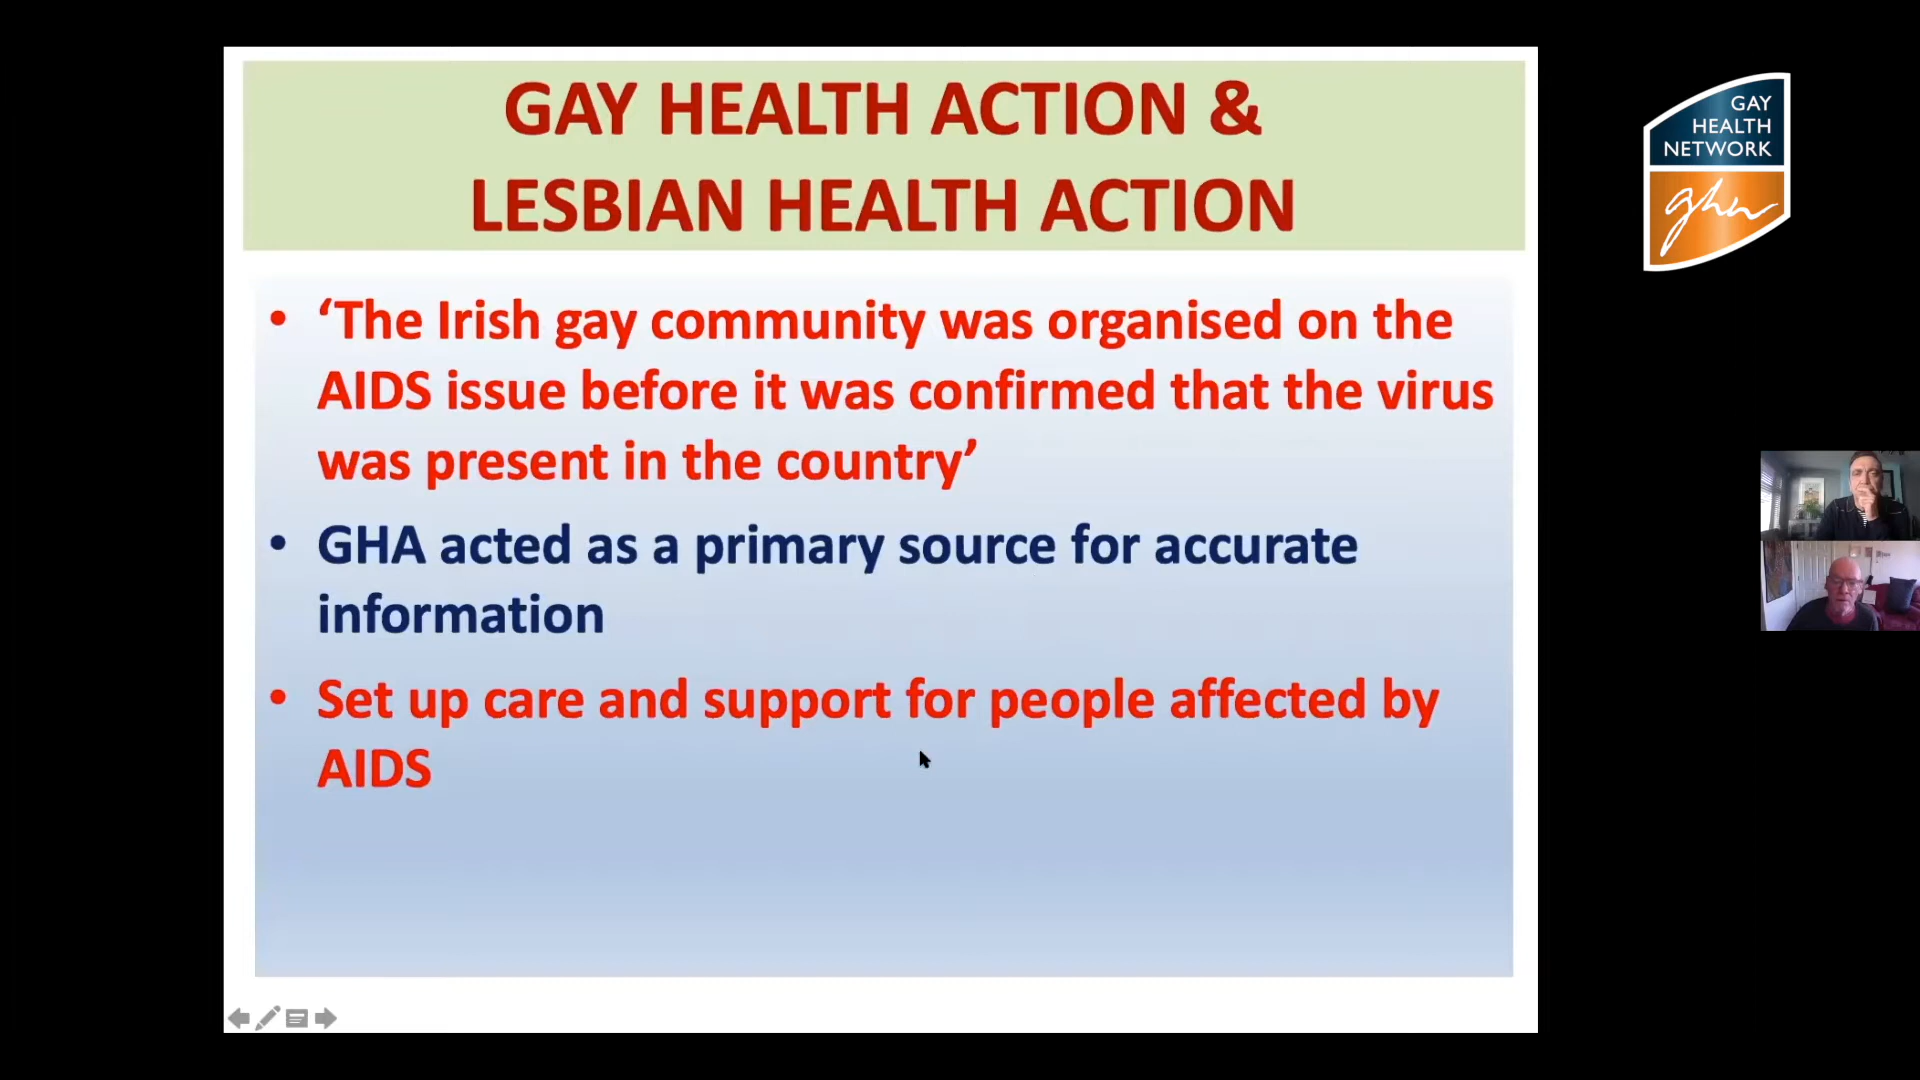 GAY HEALTH ACTION &
LESBIAN HEALTH ACTION
• ‘The Irish gay community was organised on the
AIDS issue before it was confirmed that the virus
was present in the country’
• GHA acted as a primary source for accurate
information
• Set up care and support for people affected by
AIDS
GAY
HEALTH
NETWORK
ghn